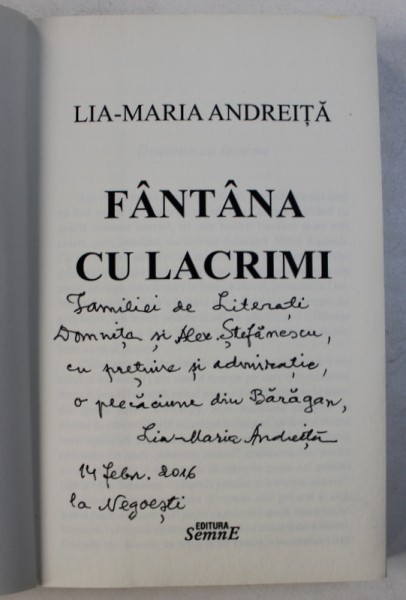 LIA-MARIA ANDREIȚĂ
FÂNTÂNA
CU LACRIMI
Familiei de Literați
Domnița și Alex. Ștefănescu,
cu prețuire și admirație,
o plecăciune din Bărăgan,
Lia-Maria Andreiță
14 febr. 2016
la Negoești
EDITURA
SemnE